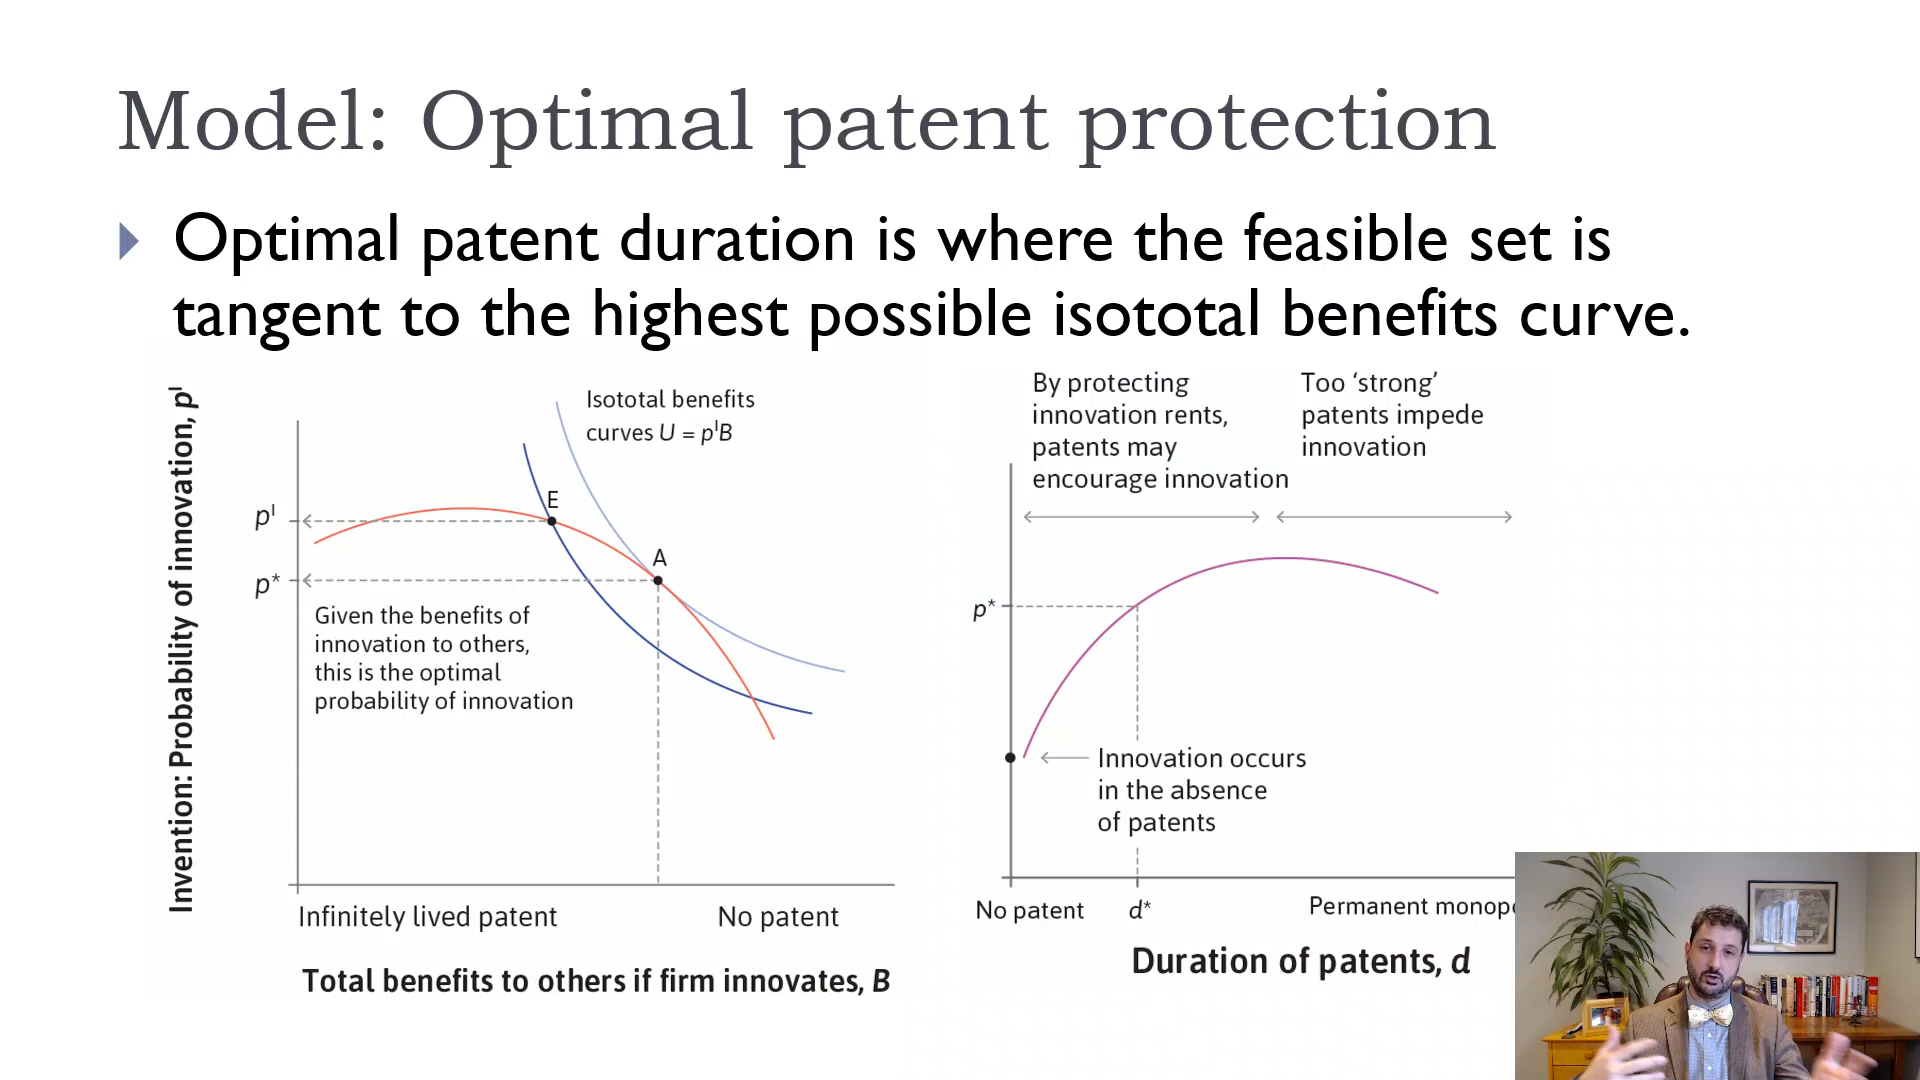 Model: Optimal patent protection
Optimal patent duration is where the feasible set is
tangent to the highest possible isototal benefits curve.
Invention: Probability of innovation, pᴵ
Isototal benefits
curves U = pᴵB
E
A
pᴵ
p*
Given the benefits of
innovation to others,
this is the optimal
probability of innovation
Infinitely lived patent
No patent
Total benefits to others if firm innovates, B
By protecting
innovation rents,
patents may
encourage innovation
Too ‘strong’
patents impede
innovation
p*
Innovation occurs
in the absence
of patents
No patent
d*
Permanent monopo
Duration of patents, d